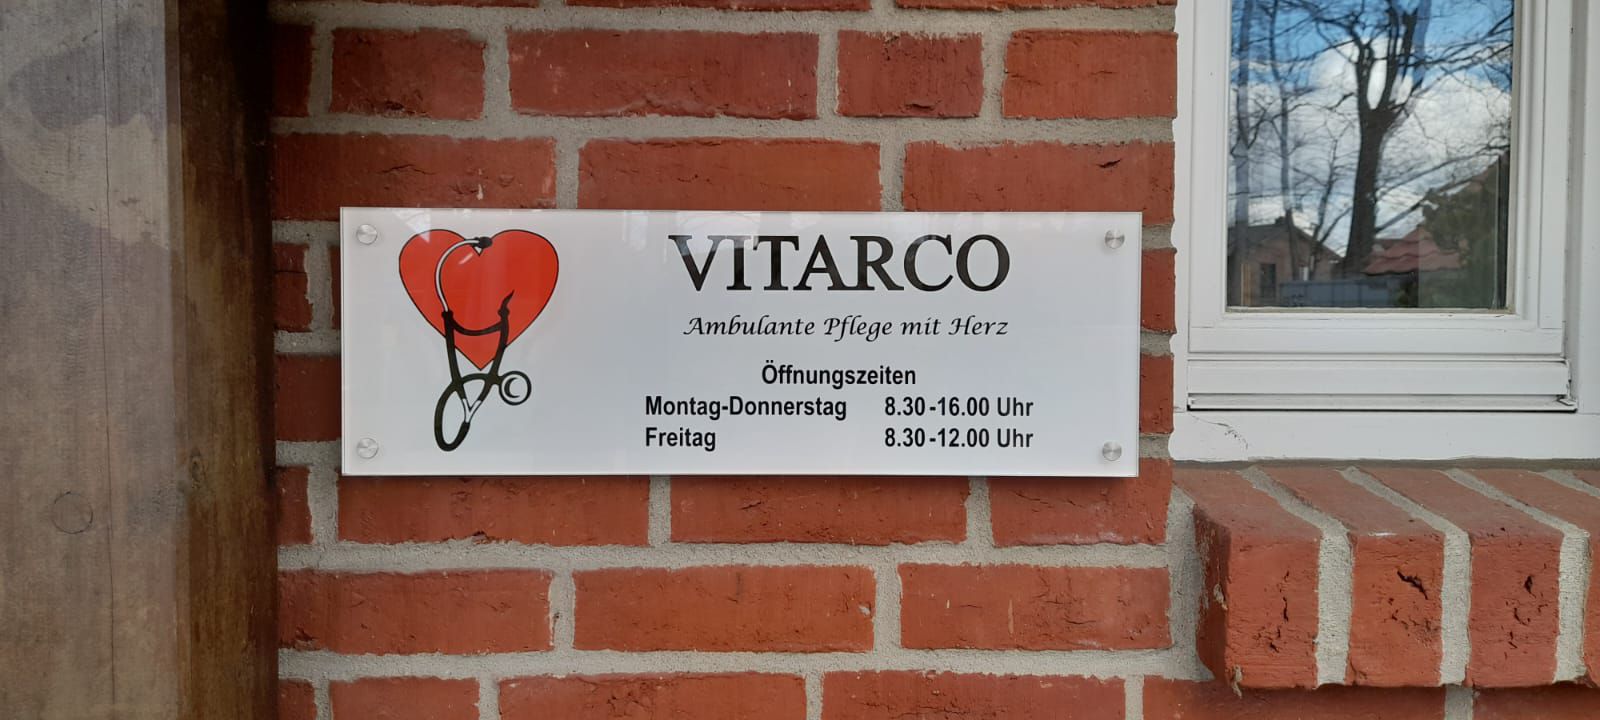 VITARCO
Ambulante Pflege mit Herz
Öffnungszeiten
Montag-Donnerstag 8.30-16.00 Uhr
Freitag 8.30-12.00 Uhr